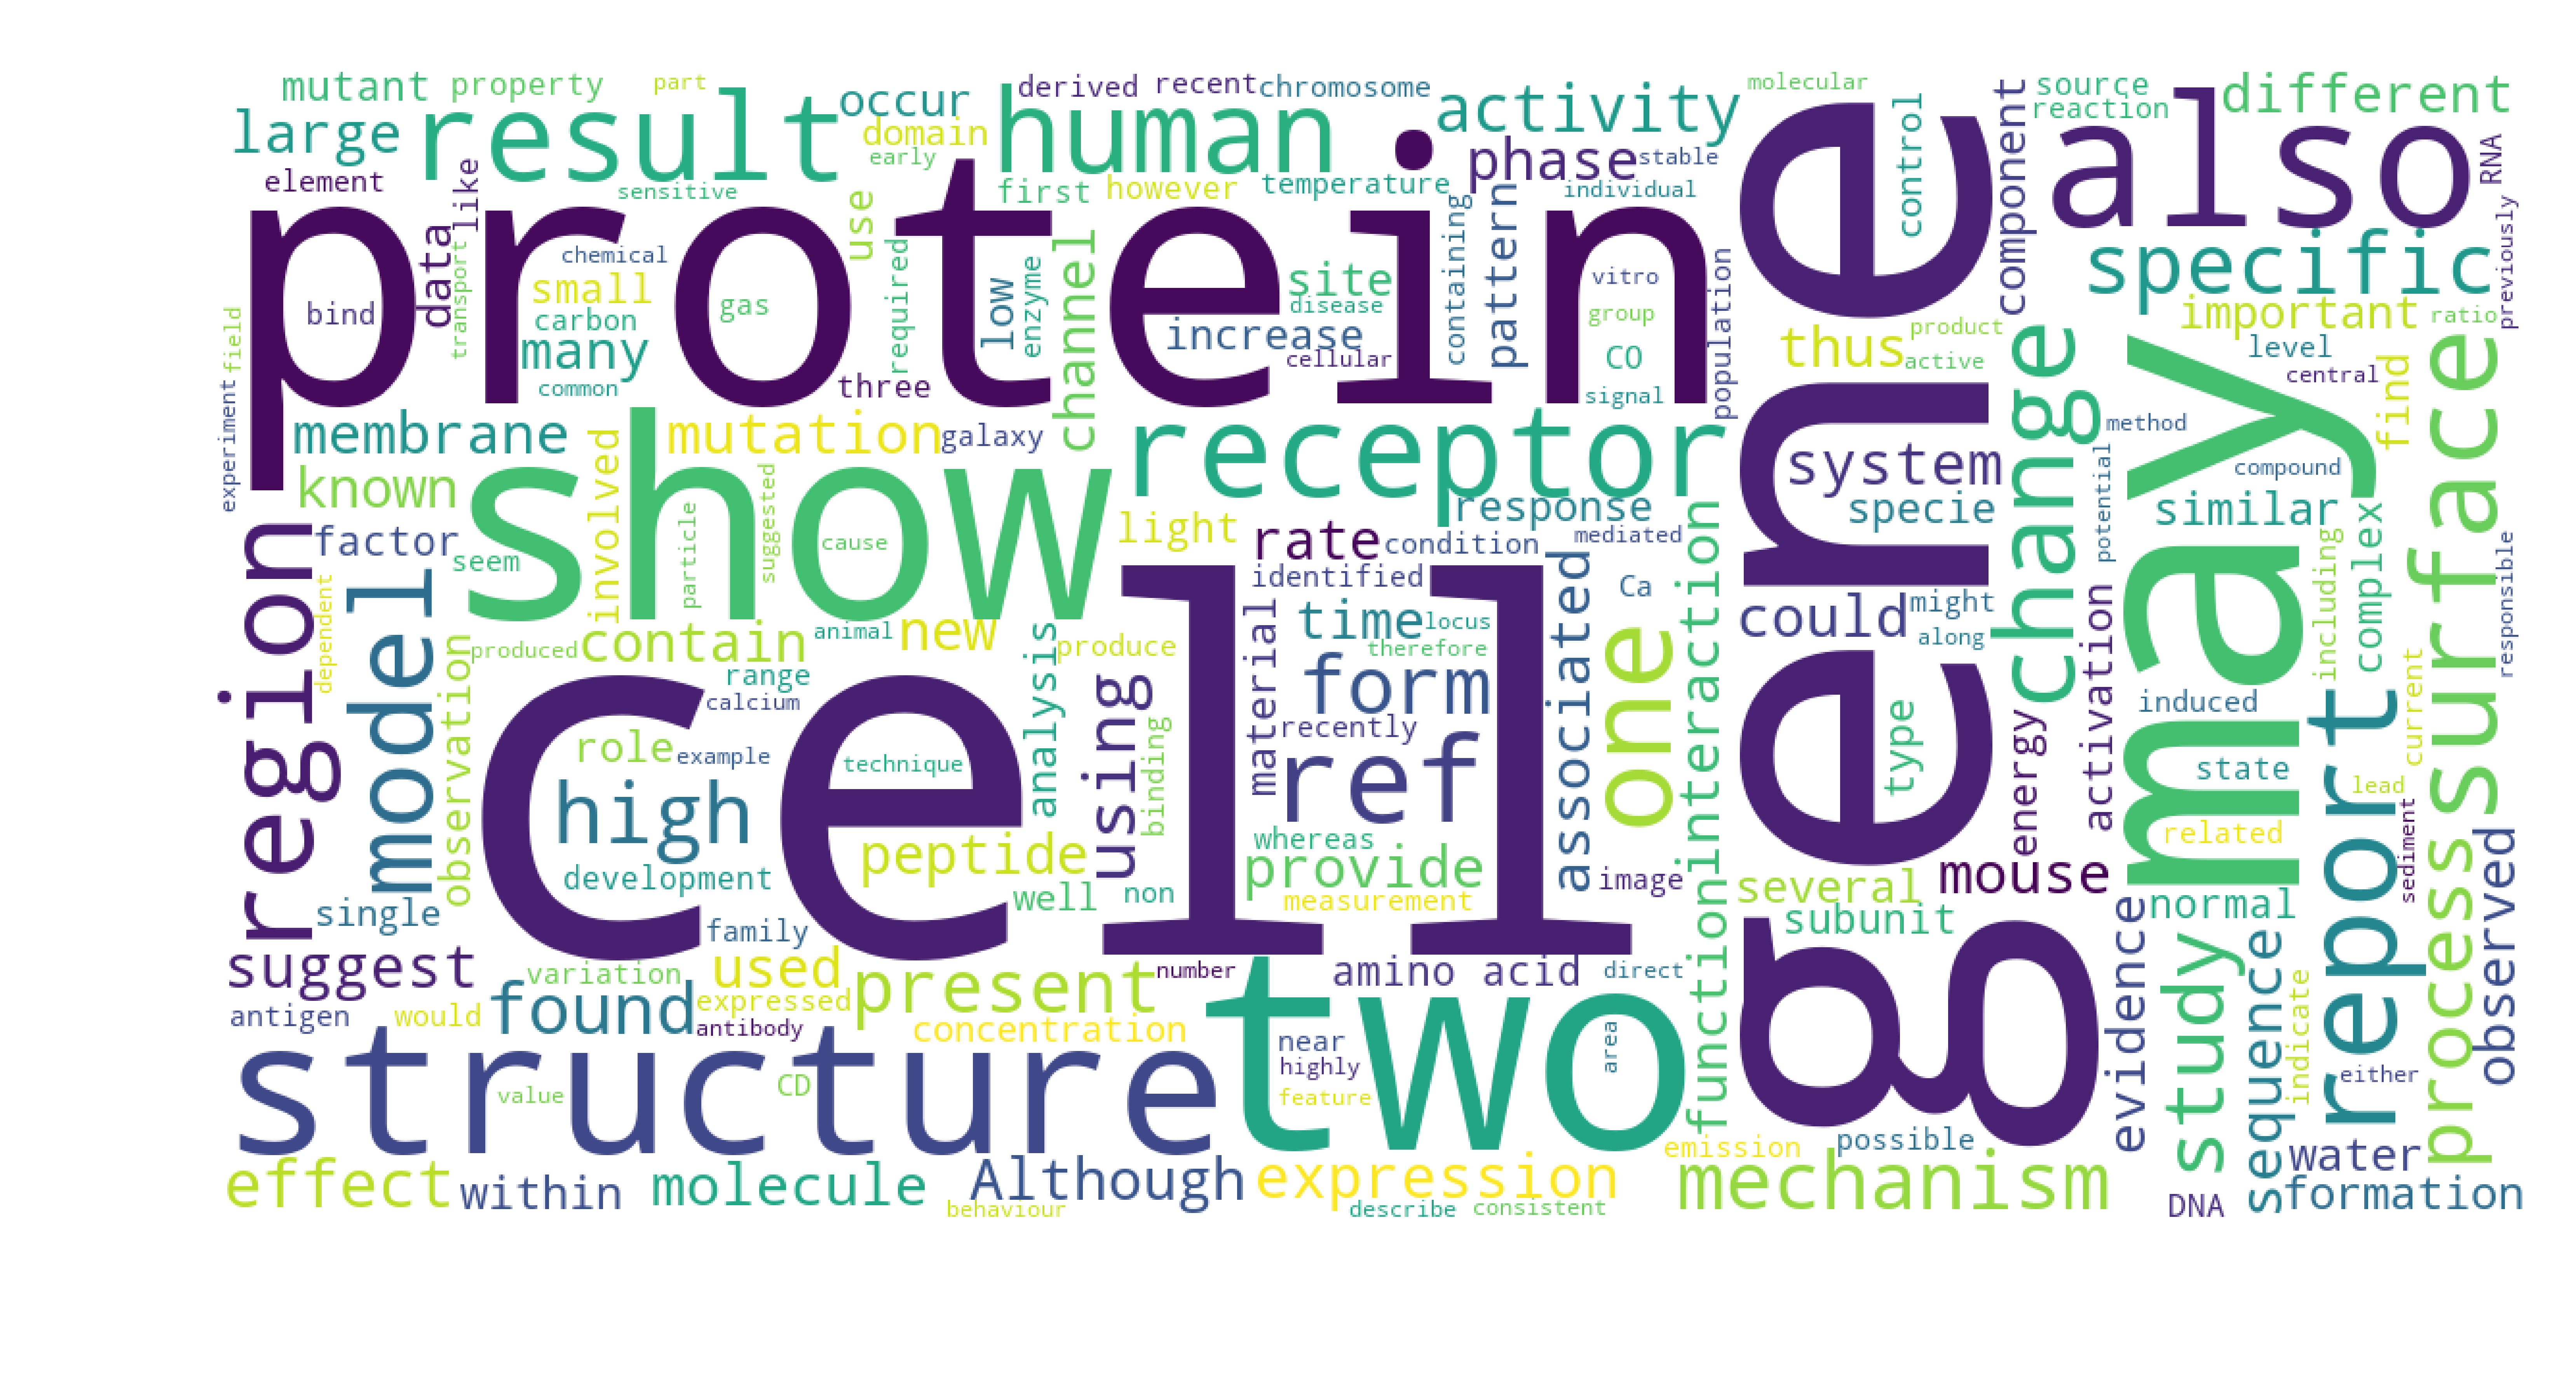 mutant
property
part
result
occur
human
derived
recent
chromosome
activity
molecular
control
component
source
reaction
also
different
large
domain
early
phase
stable
RNA
element
like
sensitive
use
first
however
temperature
containing
pattern
individual
protein
gene
specific
previously
data
transport
chemical
small
bind
carbon
many
common
gas
required
low
enzyme
three
channel
site
disease
increase
cellular
vitro
group
CO
signal
population
thus
product
active
change
important
ratio
level
central
may
find
surface
field
experiment
membrane
mutation
galaxy
receptor
system
method
compound
known
show
involved
particle
suggested
cause
light
response
specie
potential
similar
region
factor
seem
rate
condition
mediated
identified
associated
Ca
interaction
could
might
along
activation
including
complex
responsible
model
dependent
observation
produced
contain
animal
new
analysis
produce
time
locus
therefore
material
one
range
calcium
cell
using
form
recently
type
energy
induced
report
current
role
example
technique
binding
ref
state
lead
high
peptide
whereas
provide
image
function
mouse
related
sediment
process
observed
development
well
non
measurement
several
subunit
evidence
normal
study
sequence
single
family
suggest
variation
used
present
number
amino acid
direct
indicate
antigen
would
found
expressed
antibody
concentration
two
near
highly
area
either
structure
value
CD
feature
emission
possible
water
effect
within
molecule
Although
expression
mechanism
DNA
formation
behaviour
describe
consistent